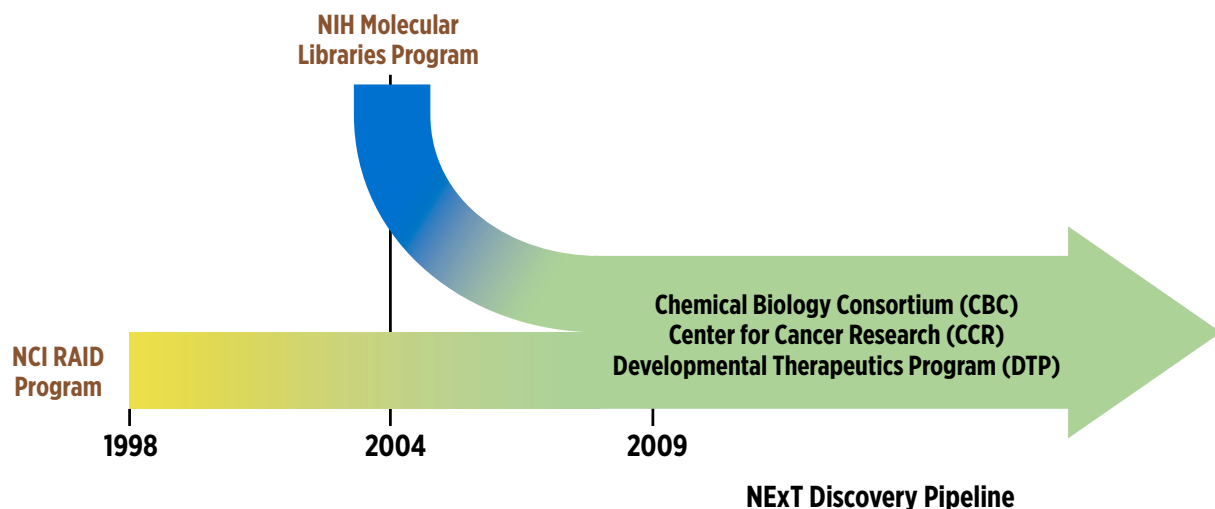 NIH Molecular
Libraries Program
Chemical Biology Consortium (CBC)
Center for Cancer Research (CCR)
Developmental Therapeutics Program (DTP)
NCI RAID
Program
1998
2004
2009
NExT Discovery Pipeline